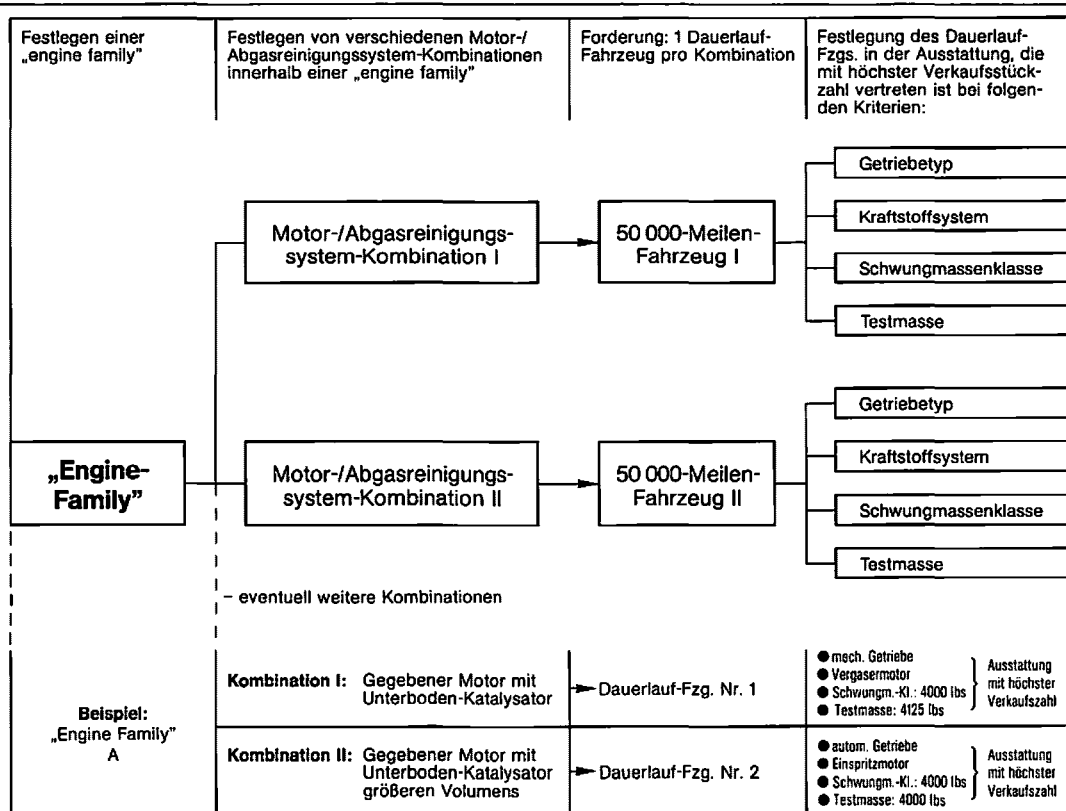 Festlegen einer
„engine family”
Festlegen von verschiedenen Motor-/
Abgasreinigungssystem-Kombinationen
innerhalb einer „engine family”
Forderung: 1 Dauerlauf-
Fahrzeug pro Kombination
Festlegung des Dauerlauf-
Fzgs. in der Ausstattung, die
mit höchster Verkaufsstück-
zahl vertreten ist bei folgen-
den Kriterien:
Motor-/Abgasreinigungs-
system-Kombination I
50 000-Meilen-
Fahrzeug I
Getriebetyp
Kraftstoffsystem
Schwungmassenklasse
Testmasse
„Engine-
Family”
Motor-/Abgasreinigungs-
system-Kombination II
50 000-Meilen-
Fahrzeug II
Getriebetyp
Kraftstoffsystem
Schwungmassenklasse
Testmasse
– eventuell weitere Kombinationen
Beispiel:
„Engine Family”
A
Kombination I: Gegebener Motor mit
Unterboden-Katalysator
Dauerlauf-Fzg. Nr. 1
● mech. Getriebe
● Vergasermotor
● Schwungm.-Kl.: 4000 lbs
● Testmasse: 4125 lbs
Ausstattung
mit höchster
Verkaufszahl
Kombination II: Gegebener Motor mit
Unterboden-Katalysator
größeren Volumens
Dauerlauf-Fzg. Nr. 2
● autom. Getriebe
● Einspritzmotor
● Schwungm.-Kl.: 4000 lbs
● Testmasse: 4000 lbs
Ausstattung
mit höchster
Verkaufszahl